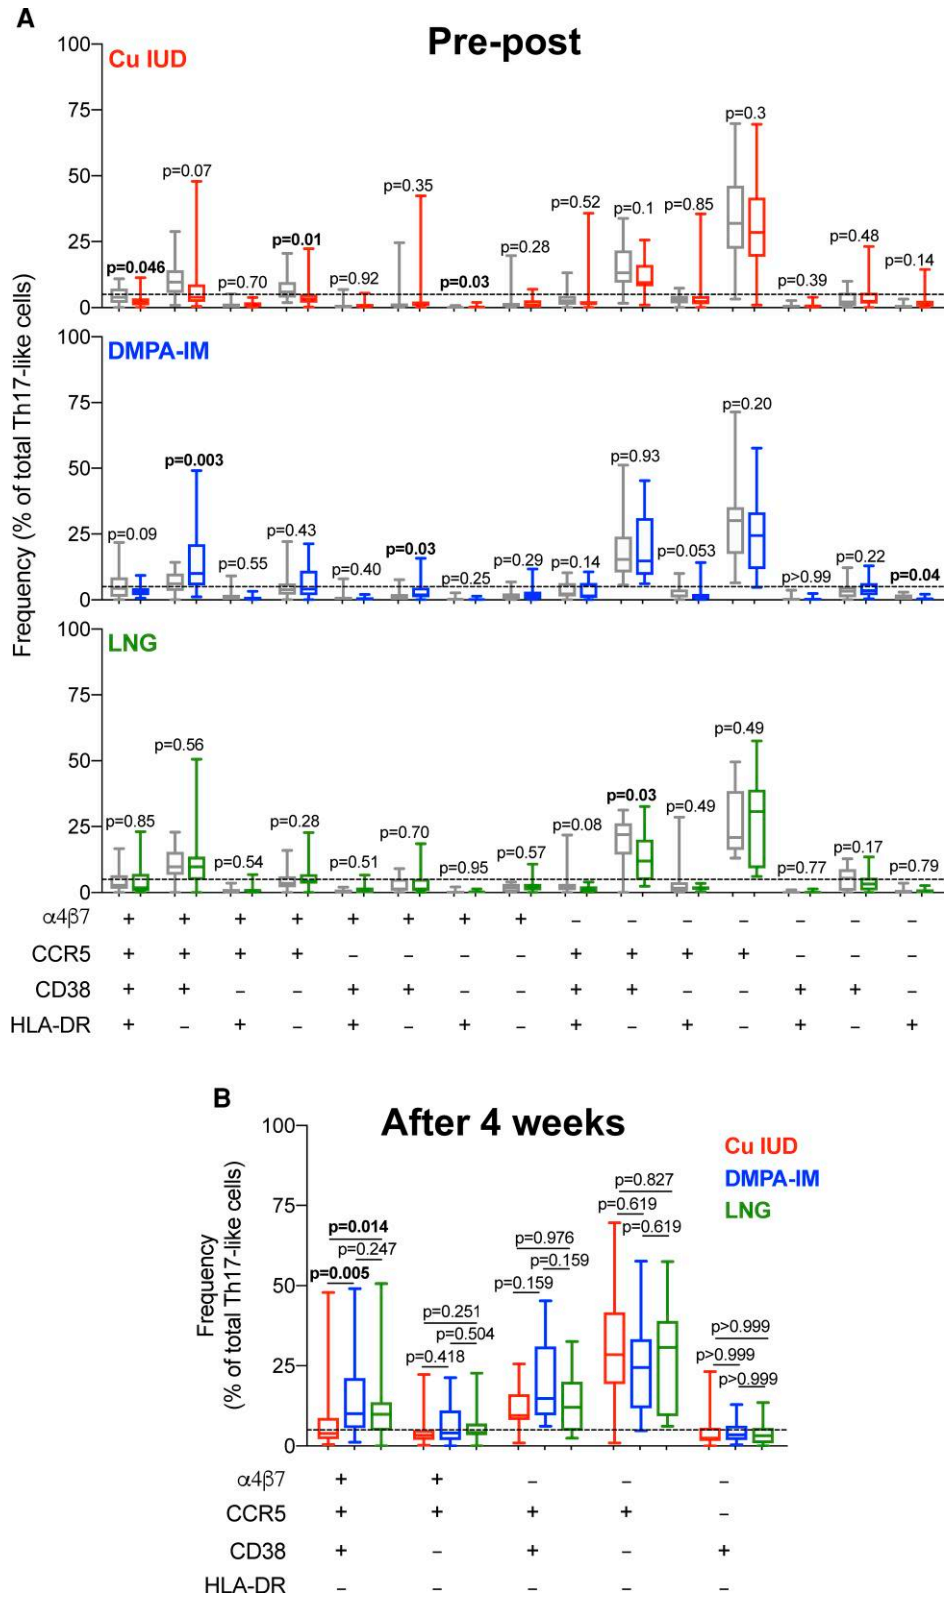 A
Pre-post
Frequency (% of total Th17-like cells)
100
75
50
25
0
Cu IUD
p=0.046
p=0.07
p=0.70
p=0.01
p=0.92
p=0.35
p=0.03
p=0.28
p=0.52
p=0.1
p=0.85
p=0.3
p=0.39
p=0.48
p=0.14
100
75
50
25
0
DMPA-IM
p=0.09
p=0.003
p=0.55
p=0.43
p=0.40
p=0.03
p=0.25
p=0.29
p=0.14
p=0.93
p=0.053
p=0.20
p>0.99
p=0.22
p=0.04
100
75
50
25
0
LNG
p=0.85
p=0.56
p=0.54
p=0.28
p=0.51
p=0.70
p=0.95
p=0.57
p=0.08
p=0.03
p=0.49
p=0.49
p=0.77
p=0.17
p=0.79
α4β7 + + + + + + + + – – – – – – –
CCR5 + + + + – – – – + + + + – – –
CD38 + + – – + + – – + + – – + + –
HLA-DR + – + – + – + – + – + – + – +
B
After 4 weeks
Frequency
(% of total Th17-like cells)
100
75
50
25
0
Cu IUD
DMPA-IM
LNG
p=0.014
p=0.247
p=0.005
p=0.251
p=0.504
p=0.418
p=0.976
p=0.159
p=0.159
p=0.827
p=0.619
p=0.619
p>0.999
p>0.999
p>0.999
α4β7 + + – – –
CCR5 + + + + –
CD38 + – + – +
HLA-DR – – – – –